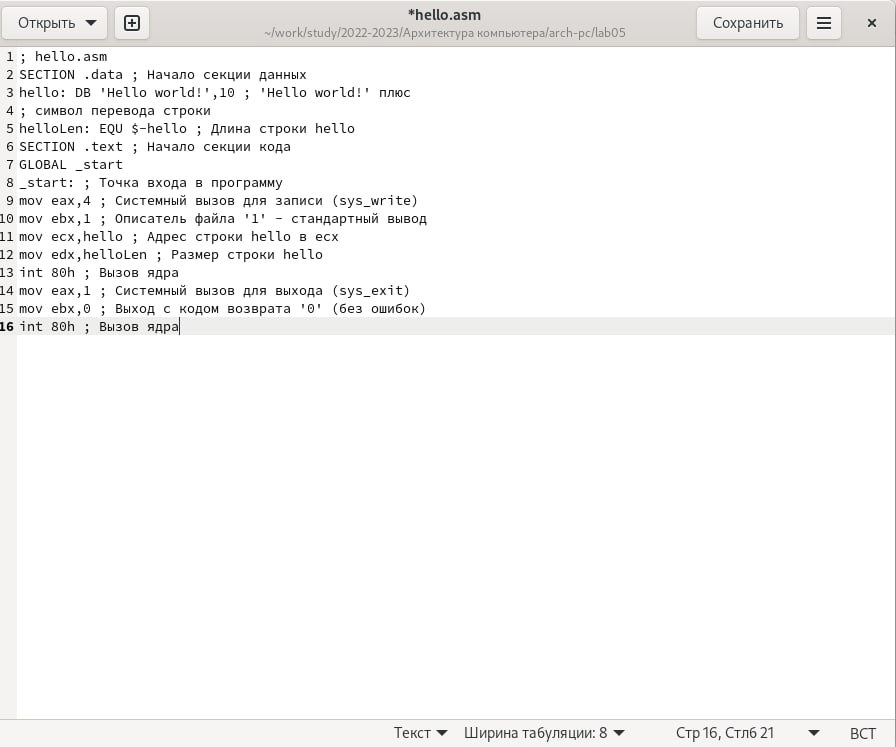 Открыть
*hello.asm
~/work/study/2022-2023/Архитектура компьютера/arch-pc/lab05
Сохранить
1 ; hello.asm
2 SECTION .data ; Начало секции данных
3 hello: DB 'Hello world!',10 ; 'Hello world!' плюс
4 ; символ перевода строки
5 helloLen: EQU $-hello ; Длина строки hello
6 SECTION .text ; Начало секции кода
7 GLOBAL _start
8 _start: ; Точка входа в программу
9 mov eax,4 ; Системный вызов для записи (sys_write)
10 mov ebx,1 ; Описатель файла '1' - стандартный вывод
11 mov ecx,hello ; Адрес строки hello в ecx
12 mov edx,helloLen ; Размер строки hello
13 int 80h ; Вызов ядра
14 mov eax,1 ; Системный вызов для выхода (sys_exit)
15 mov ebx,0 ; Выход с кодом возврата '0' (без ошибок)
16 int 80h ; Вызов ядра
Текст Ширина табуляции: 8 Стр 16, Стлб 21 ВСТ